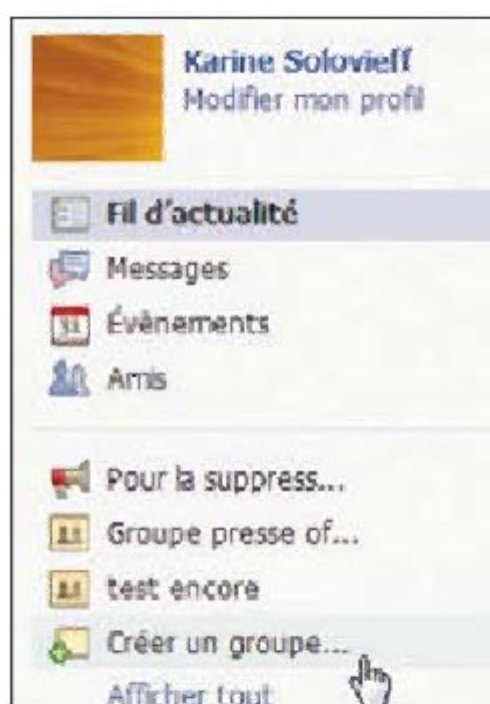 Karine Solovieff
Modifier mon profil
Fil d'actualité
Messages
31
Évènements
Amis
Pour la suppress...
Groupe presse of...
test encore
Créer un groupe...
Afficher tout